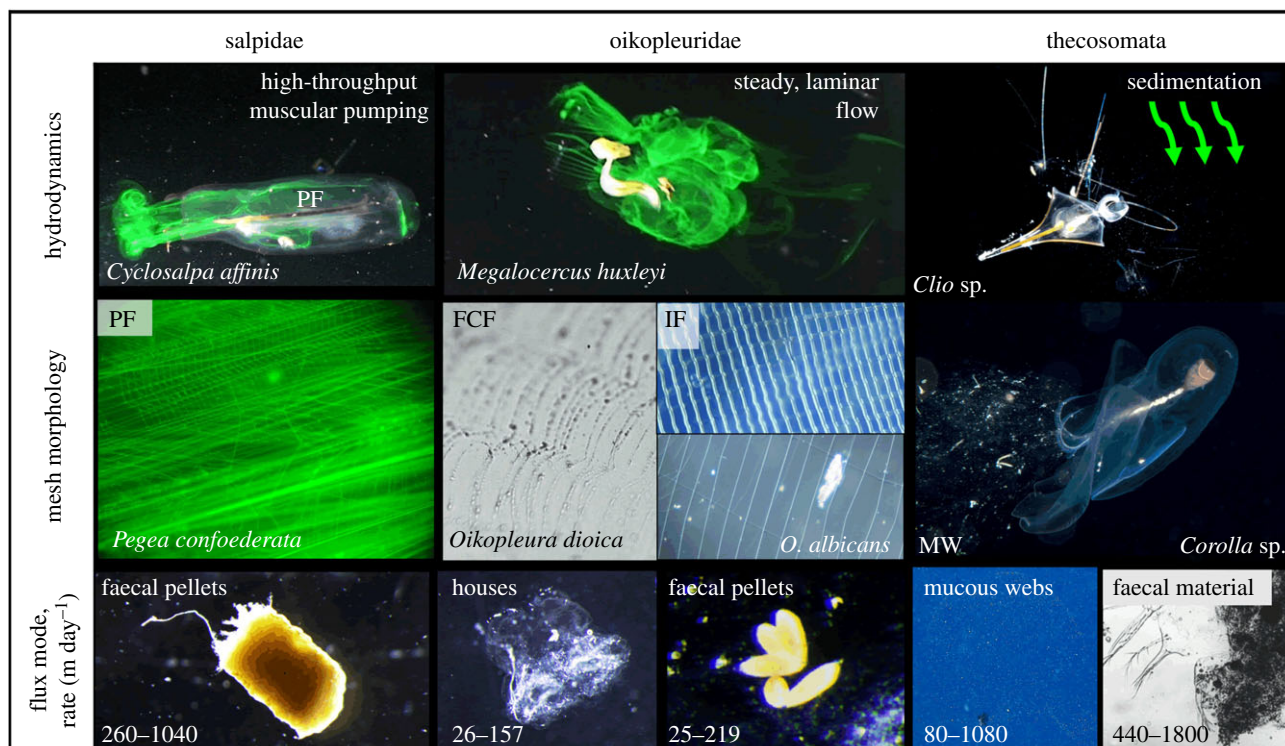 salpidae
oikopleuridae
thecosomata
hydrodynamics
high-throughput
muscular pumping
PF
Cyclosalpa affinis
steady, laminar
flow
Megalocercus huxleyi
sedimentation
Clio sp.
mesh morphology
PF
Pegea confoederata
FCF
Oikopleura dioica
IF
O. albicans
MW
Corolla sp.
flux mode,
rate (m day⁻¹)
faecal pellets
260–1040
houses
26–157
faecal pellets
25–219
mucous webs
80–1080
faecal material
440–1800